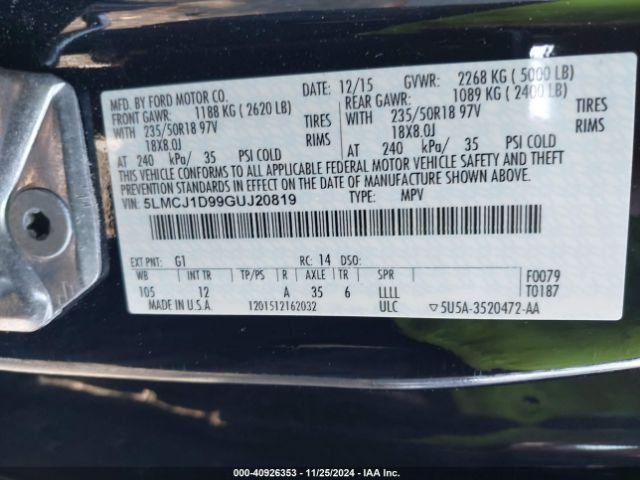 MFD. BY FORD MOTOR CO.
DATE: 12/15
GVWR: 2268 KG ( 5000 LB)
FRONT GAWR: 1188 KG ( 2620 LB)
REAR GAWR: 1089 KG ( 2400 LB)
WITH 235/50R18 97V TIRES
WITH 235/50R18 97V TIRES
18X8.0J RIMS
18X8.0J RIMS
AT 240 kPa/ 35 PSI COLD
AT 240 kPa/ 35 PSI COLD
THIS VEHICLE CONFORMS TO ALL APPLICABLE FEDERAL MOTOR VEHICLE SAFETY AND THEFT
PREVENTION STANDARDS IN EFFECT ON THE DATE OF MANUFACTURE SHOWN ABOVE.
VIN: 5LMCJ1D99GUJ20819
TYPE: MPV
EXT PNT: G1 RC: 14 DSO:
F0079
WB INT TR TP/PS R AXLE TR SPR
T0187
105 12 A 35 6 LLLL
MADE IN U.S.A. 1201512162032 ULC ▽5U5A-3520472-AA
000-40926353 - 11/25/2024 - IAA Inc.